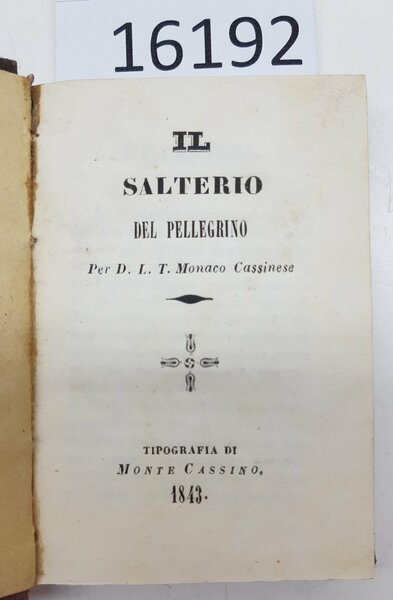 16192
IL
SALTERIO
DEL PELLEGRINO
Per D. L. T. Monaco Cassinese
TIPOGRAFIA DI
MONTE CASSINO.
1843.